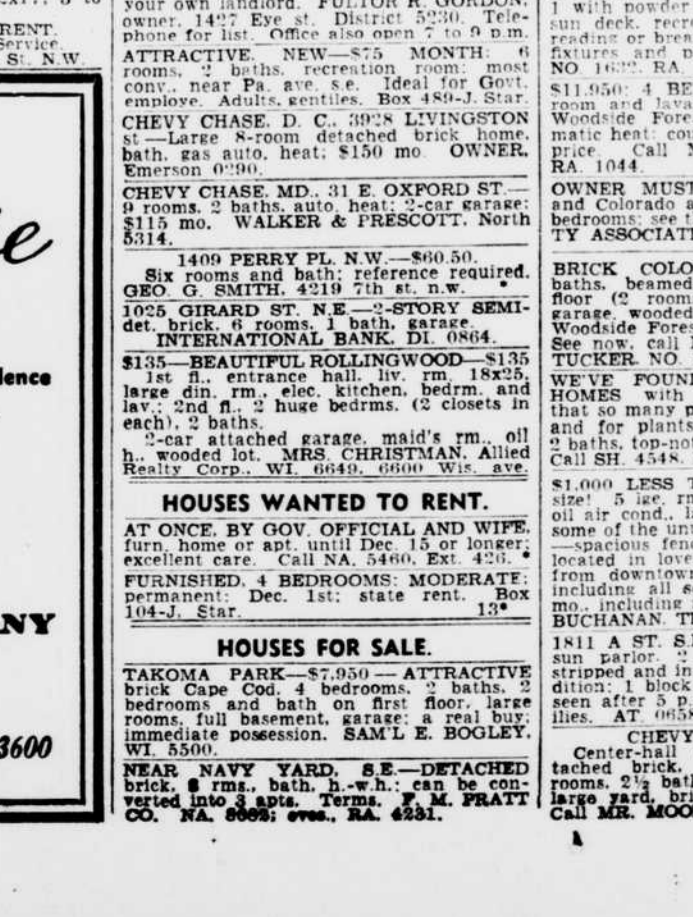 RENT.
Service.
St. N.W.
e
dence
NY
3600
your own landlord. FULTON R. GORDON,
owner, 1427 Eye st. District 5230. Tele-
phone for list. Office also open 7 to 9 p.m.
ATTRACTIVE, NEW—$75 MONTH: 6
rooms, 2 baths, recreation room; most
conv., near Pa. ave. s.e. Ideal for Govt.
employe. Adults, gentiles. Box 489-J. Star.
CHEVY CHASE, D. C., 3928 LIVINGSTON
st.—Large 8-room detached brick home,
bath, gas auto. heat; $150 mo. OWNER,
Emerson 0290.
CHEVY CHASE, MD., 31 E. OXFORD ST.—
9 rooms, 2 baths, auto. heat; 2-car garage;
$115 mo. WALKER & PRESCOTT. North
5314.
1409 PERRY PL. N.W.—$60.50.
Six rooms and bath; reference required.
GEO. G. SMITH, 4219 7th st. n.w. *
1025 GIRARD ST. N.E.—2-STORY SEMI-
det. brick, 6 rooms, 1 bath, garage.
INTERNATIONAL BANK, DI. 0864.
$135—BEAUTIFUL ROLLINGWOOD—$135
1st fl., entrance hall, liv. rm. 18x25,
large din. rm., elec. kitchen, bedrm. and
lav.; 2nd fl., 2 huge bedrms. (2 closets in
each), 2 baths.
2-car attached garage, maid's rm., oil
h., wooded lot. MRS. CHRISTMAN, Allied
Realty Corp., WI. 6649, 6600 Wis. ave.
HOUSES WANTED TO RENT.
AT ONCE, BY GOV. OFFICIAL AND WIFE,
furn. home or apt. until Dec. 15 or longer;
excellent care. Call NA. 5460, Ext. 426. *
FURNISHED, 4 BEDROOMS; MODERATE;
permanent; Dec. 1st; state rent. Box
104-J, Star. 13*
HOUSES FOR SALE.
TAKOMA PARK—$7,950—ATTRACTIVE
brick Cape Cod. 4 bedrooms, 2 baths, 2
bedrooms and bath on first floor, large
rooms, full basement, garage; a real buy;
immediate possession. SAM'L E. BOGLEY,
WI. 5500.
NEAR NAVY YARD, S.E.—DETACHED
brick, 8 rms., bath, h.-w.h.; can be con-
verted into 3 apts. Terms. F. M. PRATT
CO. NA. 8682; eves., RA. 4231.
1 with powder
sun deck, recr
reading or brea
fixtures and p
NO. 1632. RA.
$11,950; 4 BE
room and lava
Woodside Fore
matic heat; cou
price. Call
RA. 1044.
OWNER MUST
and Colorado a
bedrooms; see t
TY ASSOCIAT
BRICK COLO
baths, beamed
floor (2 room
garage, wooded
Woodside Fores
See now, call
TUCKER. NO.
WE'VE FOUN
HOMES with
that so many p
and for plants
2 baths, top-not
Call SH. 4548.
$1,000 LESS T
size! 5 lge. rm
oil air cond., l
some of the un
—spacious fenc
located in love
from downtown
including all s
mo., including
BUCHANAN. T
1811 A ST. S.
sun parlor. 2
stripped and in
dition; 1 block
seen after 5 p.
ilies. AT. 0658
CHEVY
Center-hall
tached brick,
rooms, 2½ bat
large yard, bri
Call MR. MOO